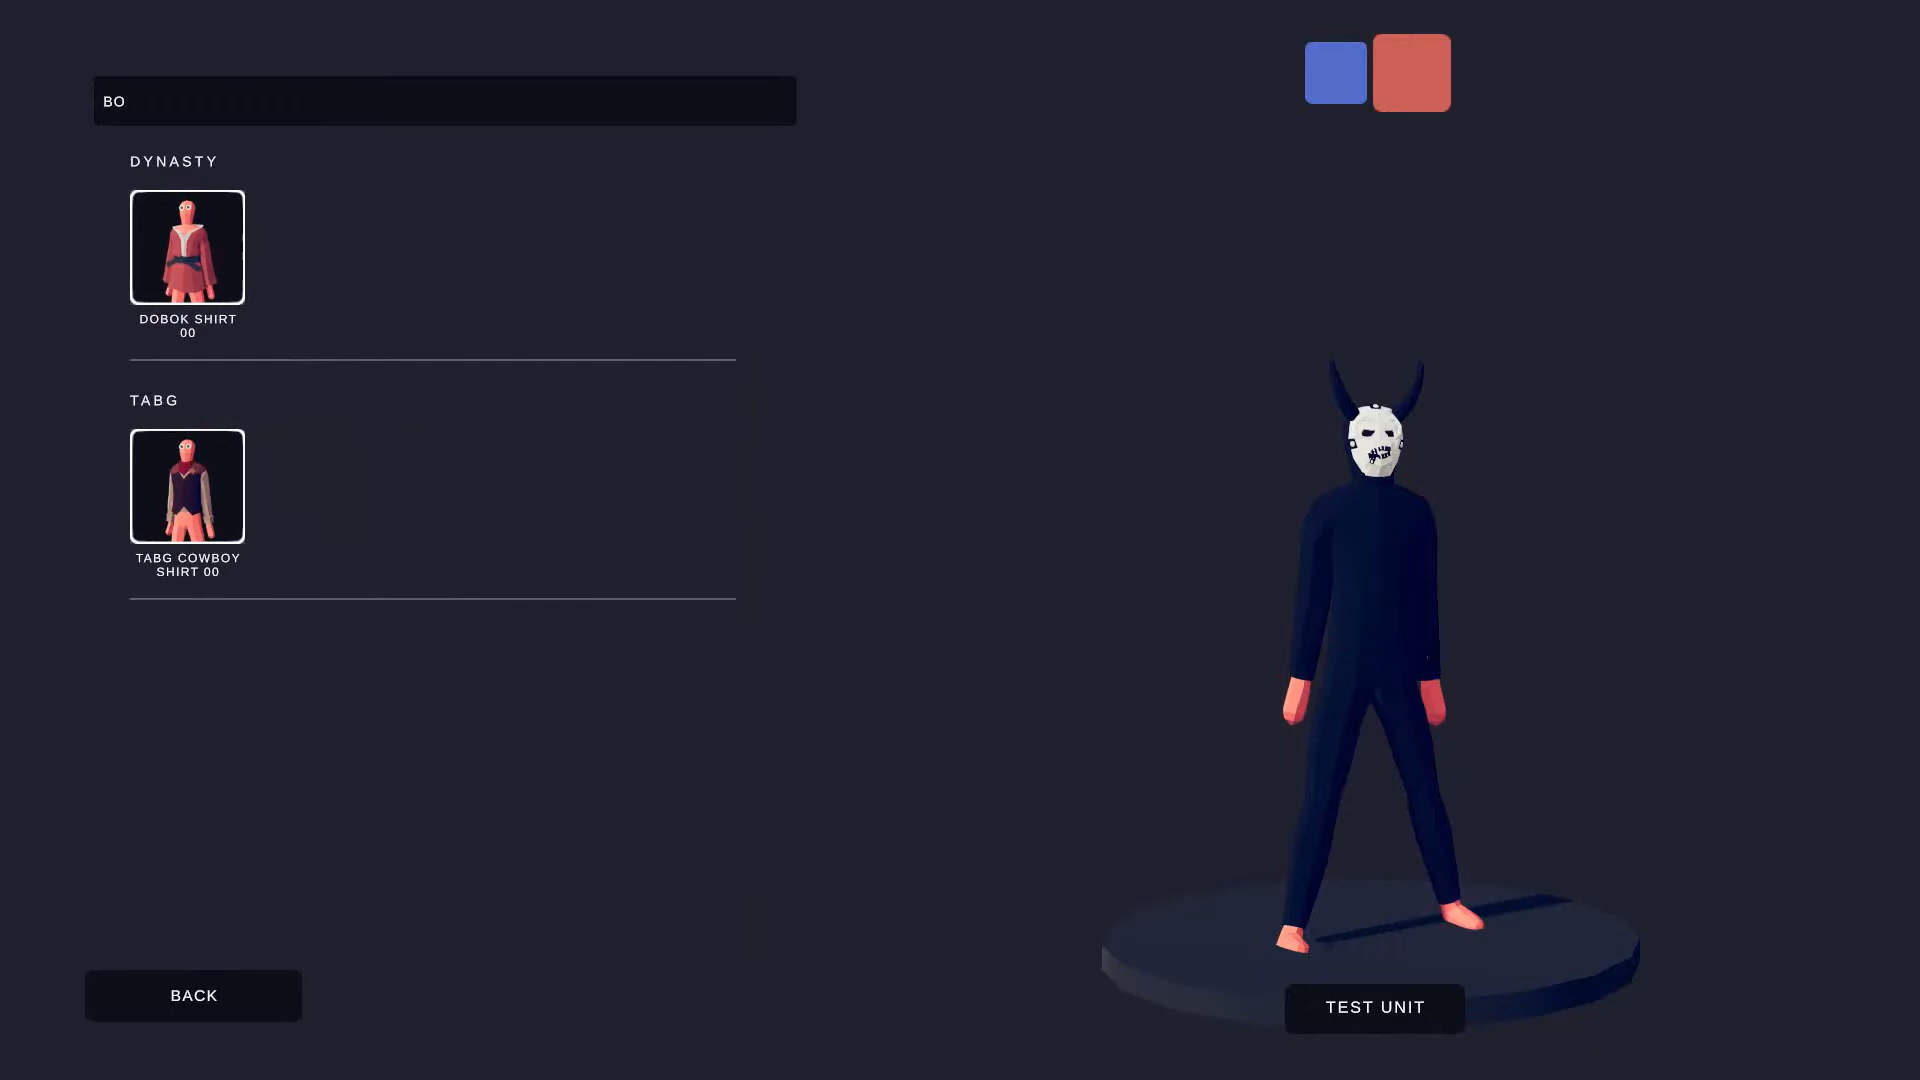 BO
DYNASTY
DOBOK SHIRT
00
TABG
TABG COWBOY
SHIRT 00
BACK
TEST UNIT